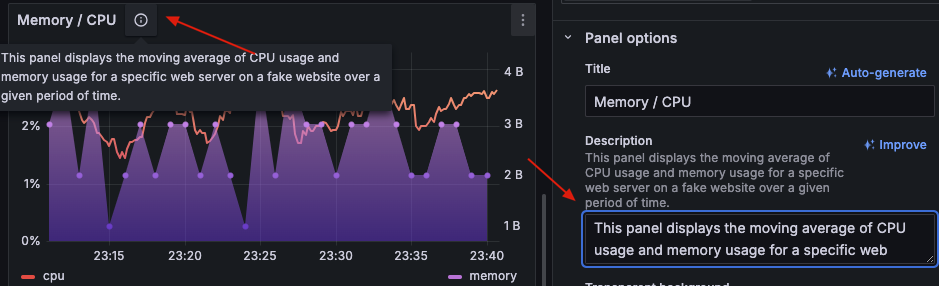 Memory / CPU
This panel displays the moving average of CPU usage and
memory usage for a specific web server on a fake website over a
given period of time.
4 B
2%
3 B
1%
2 B
0%
1 B
23:15
23:20
23:25
23:30
23:35
23:40
cpu
memory
Panel options
Title
Auto-generate
Memory / CPU
Description
Improve
This panel displays the moving average of
CPU usage and memory usage for a specific
web server on a fake website over a given
period of time.
This panel displays the moving average of CPU
usage and memory usage for a specific web
Transparent background